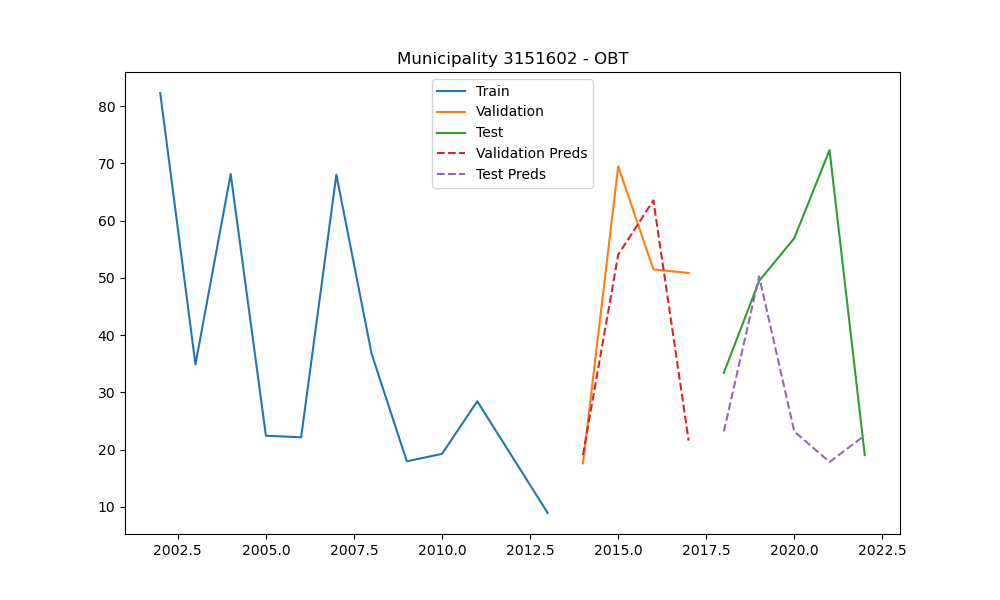 Municipality 3151602 - OBT
Train
Validation
Test
Validation Preds
Test Preds
80
70
60
50
40
30
20
10
2002.5 2005.0 2007.5 2010.0 2012.5 2015.0 2017.5 2020.0 2022.5